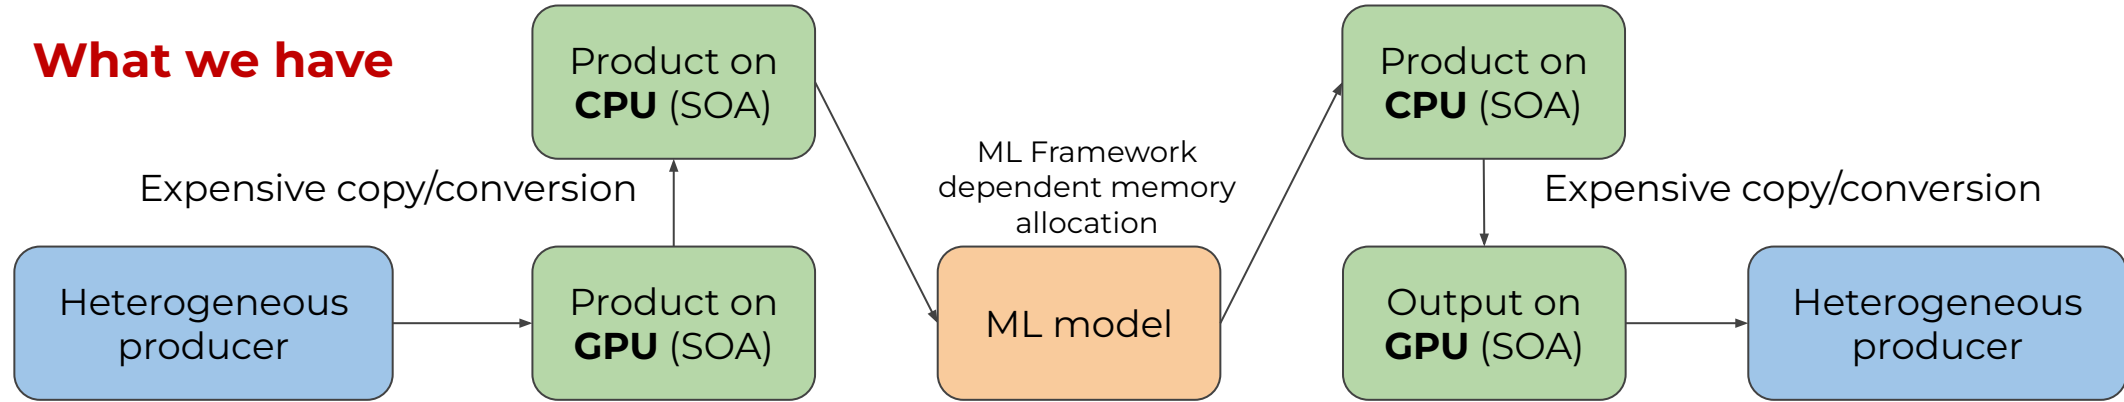 What we have
Product on
CPU (SOA)
Product on
CPU (SOA)
ML Framework
dependent memory
allocation
Expensive copy/conversion
Expensive copy/conversion
Heterogeneous
producer
Product on
GPU (SOA)
ML model
Output on
GPU (SOA)
Heterogeneous
producer